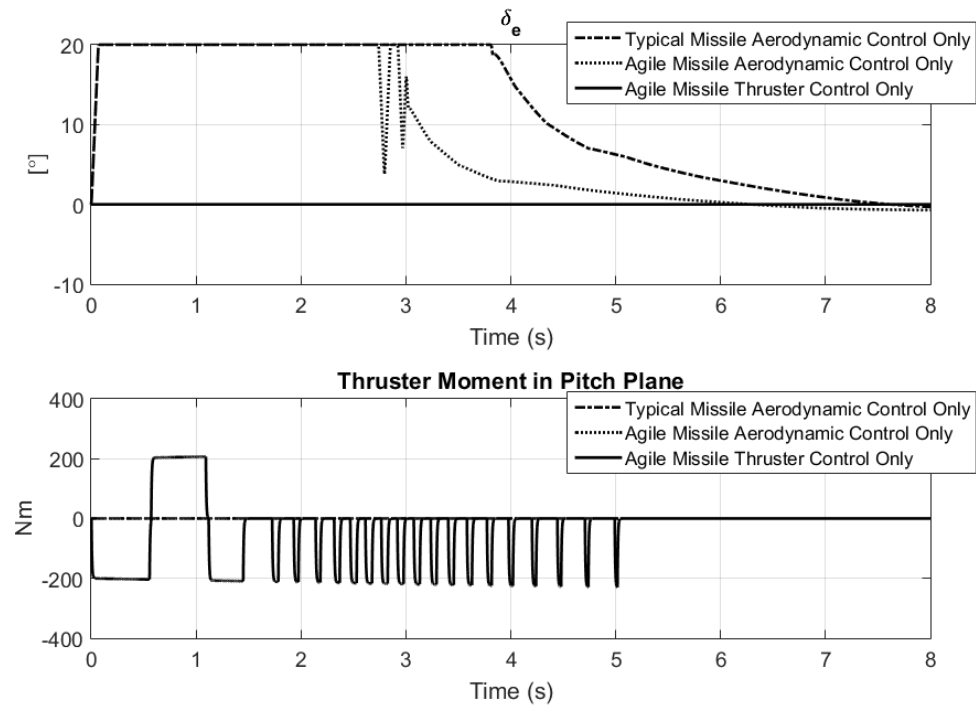 δe
20
10
0
-10
[°]
0 1 2 3 4 5 6 7 8
Time (s)
Typical Missile Aerodynamic Control Only
Agile Missile Aerodynamic Control Only
Agile Missile Thruster Control Only
Thruster Moment in Pitch Plane
400
200
0
-200
-400
Nm
0 1 2 3 4 5 6 7 8
Time (s)
Typical Missile Aerodynamic Control Only
Agile Missile Aerodynamic Control Only
Agile Missile Thruster Control Only